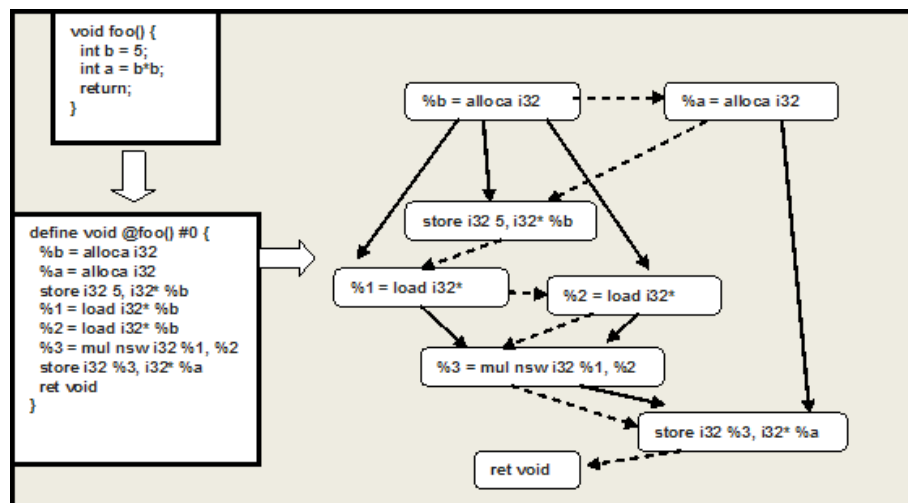 void foo() {
int b = 5;
int a = b*b;
return;
}
define void @foo() #0 {
%b = alloca i32
%a = alloca i32
store i32 5, i32* %b
%1 = load i32* %b
%2 = load i32* %b
%3 = mul nsw i32 %1, %2
store i32 %3, i32* %a
ret void
}
%b = alloca i32
%a = alloca i32
store i32 5, i32* %b
%1 = load i32*
%2 = load i32*
%3 = mul nsw i32 %1, %2
store i32 %3, i32* %a
ret void